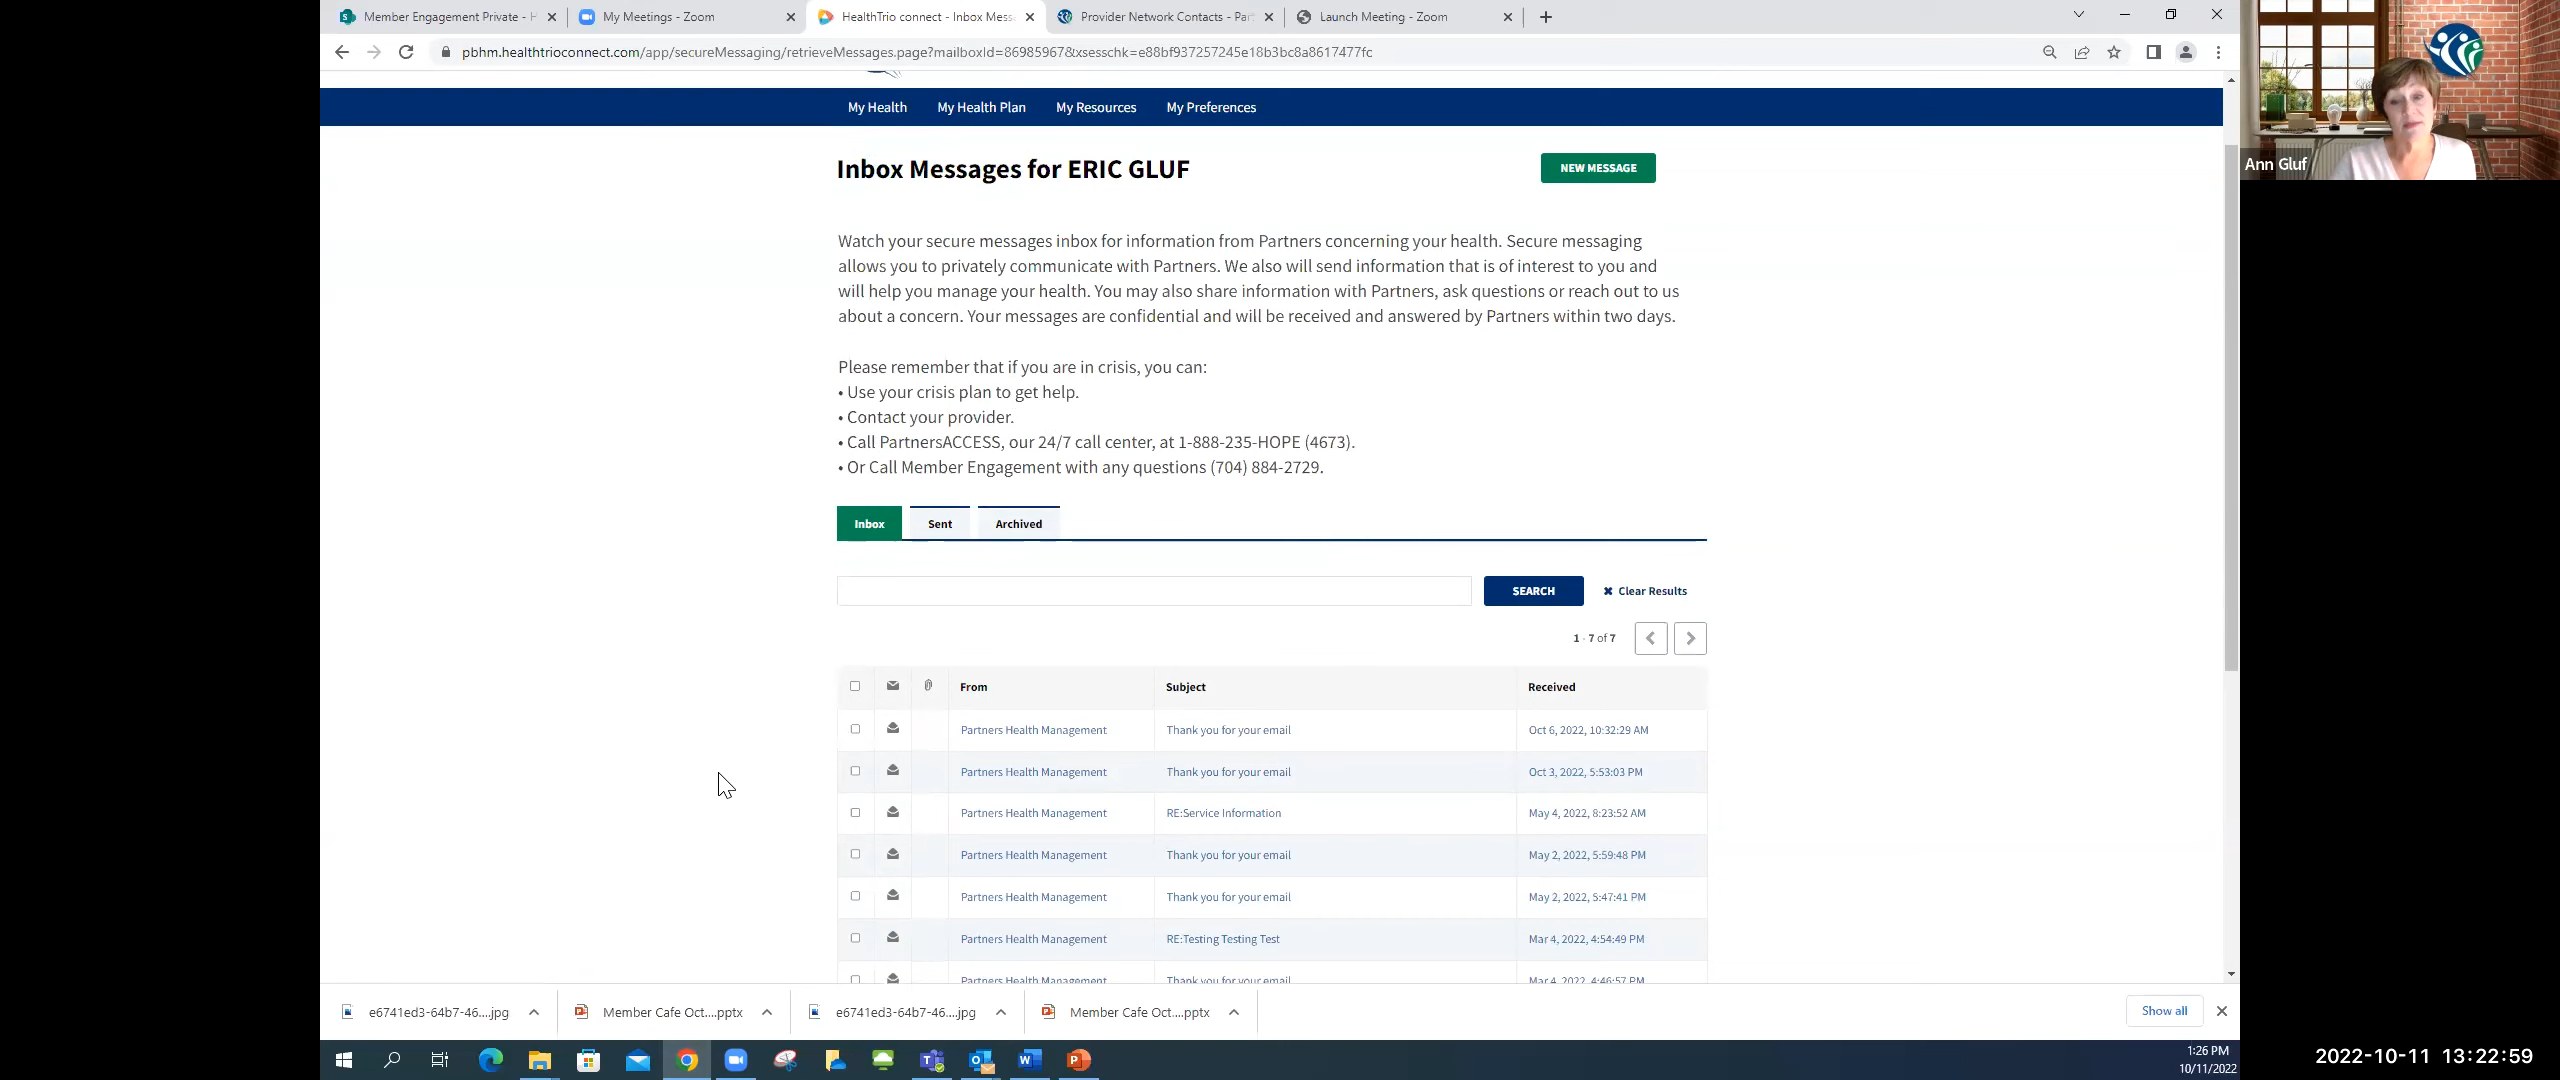 Member Engagement Private - H
My Meetings - Zoom
HealthTrio connect - Inbox Mess
Provider Network Contacts - Par
Launch Meeting - Zoom
pbhm.healthtrioconnect.com/app/secureMessaging/retrieveMessages.page?mailboxId=86985967&xsesschk=e88bf937257245e18b3bc8a8617477fc
My Health My Health Plan My Resources My Preferences
Ann Gluf
Inbox Messages for ERIC GLUF
NEW MESSAGE
Watch your secure messages inbox for information from Partners concerning your health. Secure messaging
allows you to privately communicate with Partners. We also will send information that is of interest to you and
will help you manage your health. You may also share information with Partners, ask questions or reach out to us
about a concern. Your messages are confidential and will be received and answered by Partners within two days.
Please remember that if you are in crisis, you can:
• Use your crisis plan to get help.
• Contact your provider.
• Call PartnersACCESS, our 24/7 call center, at 1-888-235-HOPE (4673).
• Or Call Member Engagement with any questions (704) 884-2729.
Inbox Sent Archived
SEARCH ✖ Clear Results
1 - 7 of 7
From Subject Received
Partners Health Management Thank you for your email Oct 6, 2022, 10:32:29 AM
Partners Health Management Thank you for your email Oct 3, 2022, 5:53:03 PM
Partners Health Management RE:Service Information May 4, 2022, 8:23:52 AM
Partners Health Management Thank you for your email May 2, 2022, 5:59:48 PM
Partners Health Management Thank you for your email May 2, 2022, 5:47:41 PM
Partners Health Management RE:Testing Testing Test Mar 4, 2022, 4:54:49 PM
Partners Health Management Thank you for your email Mar 4, 2022, 4:46:57 PM
e6741ed3-64b7-46....jpg Member Cafe Oct....pptx e6741ed3-64b7-46....jpg Member Cafe Oct....pptx Show all
1:26 PM
10/11/2022
2022-10-11 13:22:59